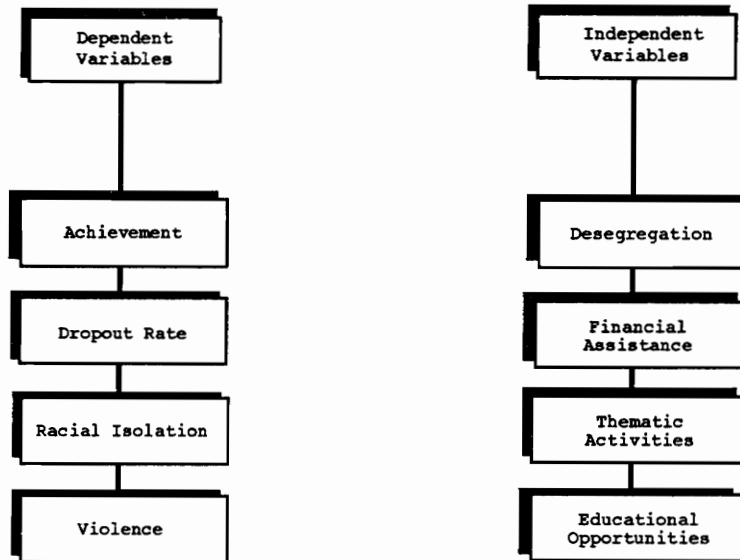 Dependent
Variables
Achievement
Dropout Rate
Racial Isolation
Violence
Independent
Variables
Desegregation
Financial
Assistance
Thematic
Activities
Educational
Opportunities